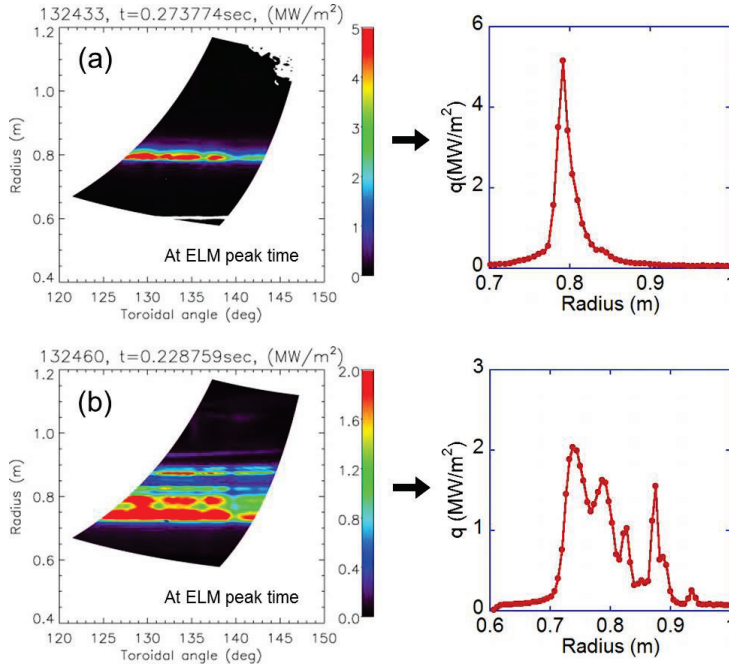 132433, t=0.273774sec, (MW/m²)
(a)
Radius (m)
1.2
1.0
0.8
0.6
0.4
At ELM peak time
120 125 130 135 140 145 150
Toroidal angle (deg)
5
4
3
2
1
0
q(MW/m²)
6
4
2
0
0.7 0.8 0.9 1
Radius (m)
132460, t=0.228759sec, (MW/m²)
(b)
Radius (m)
1.2
1.0
0.8
0.6
0.4
At ELM peak time
120 125 130 135 140 145 150
Toroidal angle (deg)
2.0
1.6
1.2
0.8
0.4
0.0
q (MW/m²)
3
2
1
0
0.6 0.7 0.8 0.9 1
Radius (m)